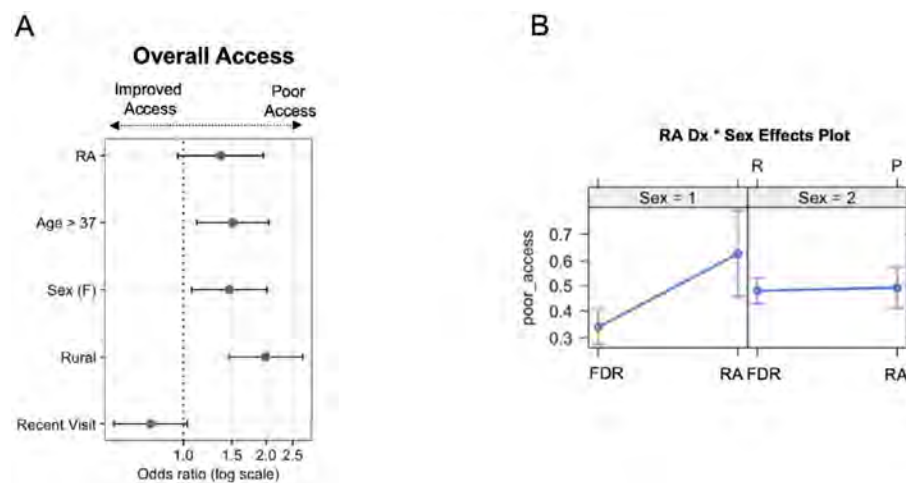 A
Overall Access
Improved Access
Poor Access
RA
Age ≥ 37
Sex (F)
Rural
Recent Visit
1.0 1.5 2.0 2.5
Odds ratio (log scale)
B
RA Dx * Sex Effects Plot
R P
Sex = 1 Sex = 2
poor_access
0.7
0.6
0.5
0.4
0.3
FDR RA FDR RA